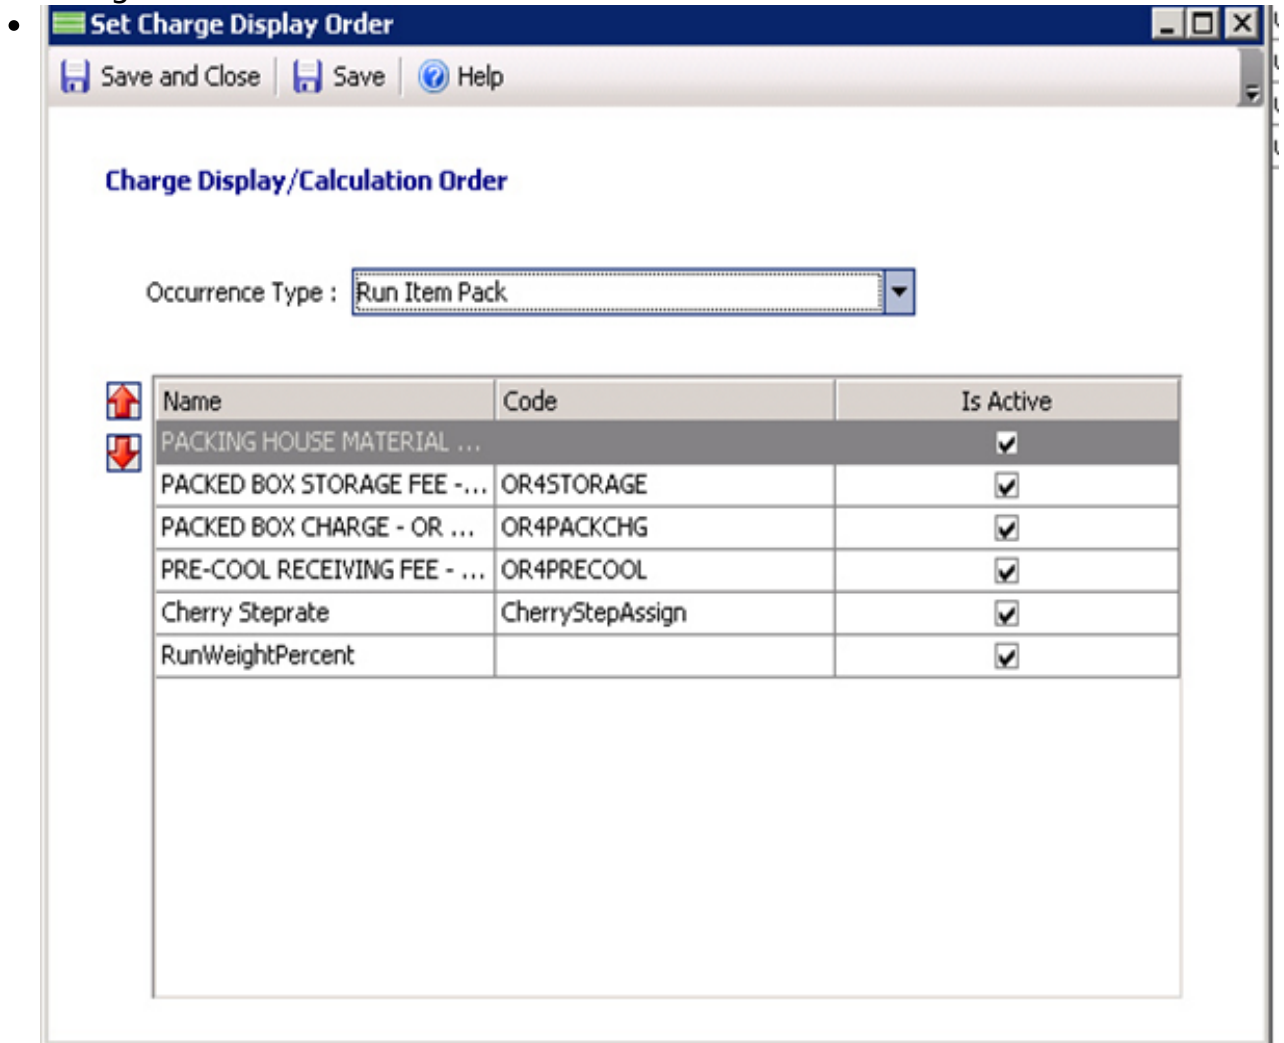 Set Charge Display Order
Save and Close Save Help
Charge Display/Calculation Order
Occurrence Type : Run Item Pack
Name Code Is Active
PACKING HOUSE MATERIAL ...
PACKED BOX STORAGE FEE -... OR4STORAGE
PACKED BOX CHARGE - OR ... OR4PACKCHG
PRE-COOL RECEIVING FEE - ... OR4PRECOOL
Cherry Steprate CherryStepAssign
RunWeightPercent